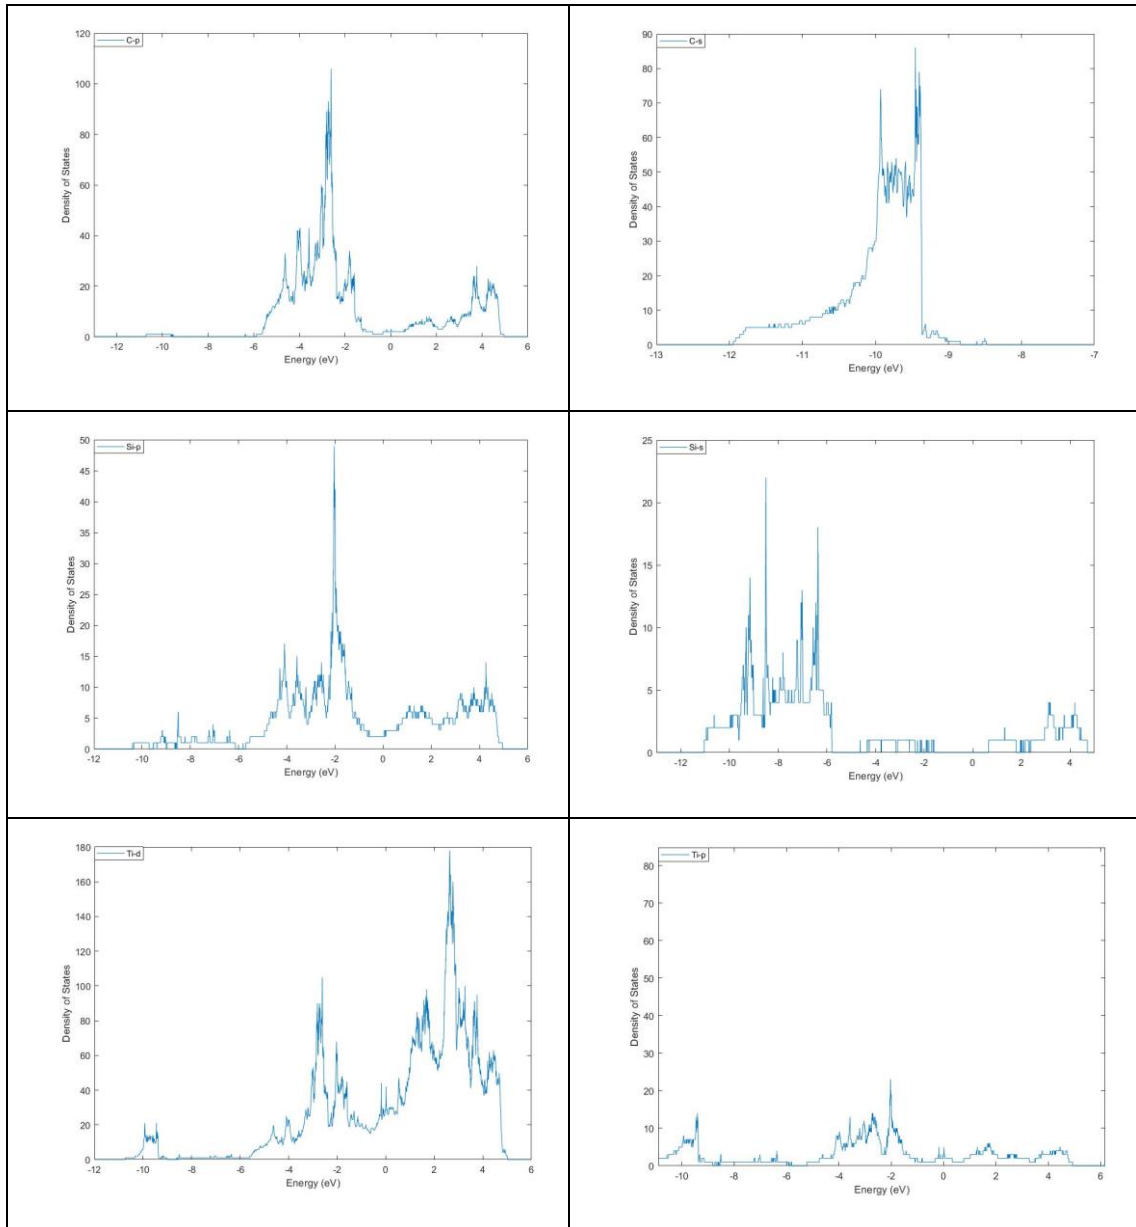 C-p
120
100
80
60
40
20
0
-12 -10 -8 -6 -4 -2 0 2 4 6
Density of States
Energy (eV)
C-s
90
80
70
60
50
40
30
20
10
0
-13 -12 -11 -10 -9 -8 -7
Density of States
Energy (eV)
Si-p
50
45
40
35
30
25
20
15
10
5
0
-12 -10 -8 -6 -4 -2 0 2 4 6
Density of States
Energy (eV)
Si-s
25
20
15
10
5
0
-12 -10 -8 -6 -4 -2 0 2 4
Density of States
Energy (eV)
Ti-d
180
160
140
120
100
80
60
40
20
0
-12 -10 -8 -6 -4 -2 0 2 4 6
Density of States
Energy (eV)
Ti-p
80
70
60
50
40
30
20
10
0
-10 -8 -6 -4 -2 0 2 4 6
Density of States
Energy (eV)